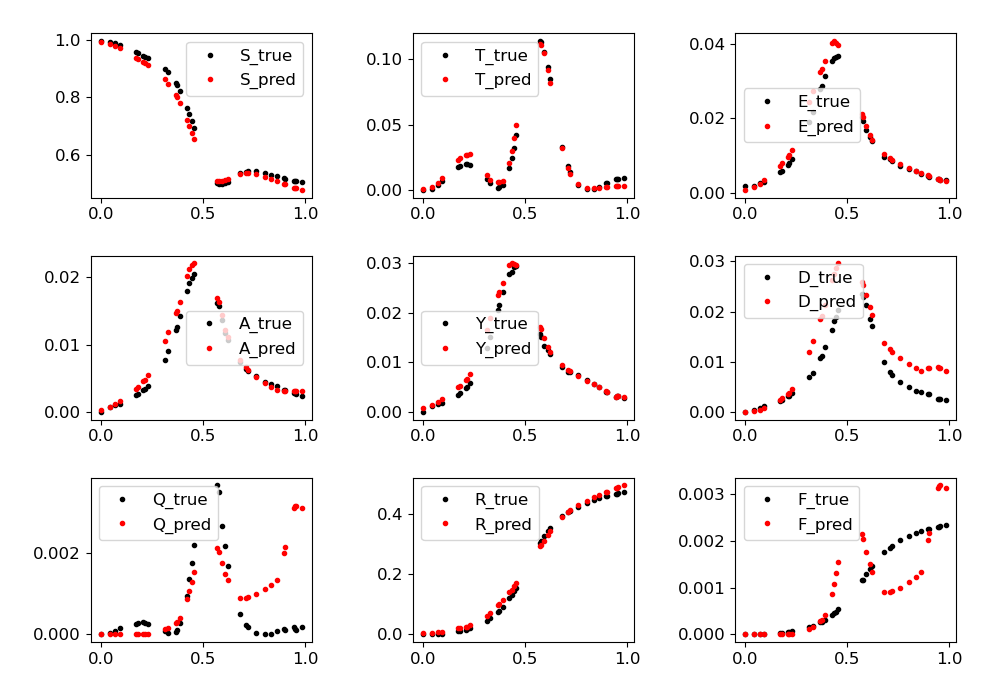 1.0
0.8
0.6
S_true
S_pred
0.0 0.5 1.0
0.10
0.05
0.00
T_true
T_pred
0.0 0.5 1.0
0.04
0.02
0.00
E_true
E_pred
0.0 0.5 1.0
0.02
0.01
0.00
A_true
A_pred
0.0 0.5 1.0
0.03
0.02
0.01
0.00
Y_true
Y_pred
0.0 0.5 1.0
0.03
0.02
0.01
0.00
D_true
D_pred
0.0 0.5 1.0
0.002
0.000
Q_true
Q_pred
0.0 0.5 1.0
0.4
0.2
0.0
R_true
R_pred
0.0 0.5 1.0
0.003
0.002
0.001
0.000
F_true
F_pred
0.0 0.5 1.0